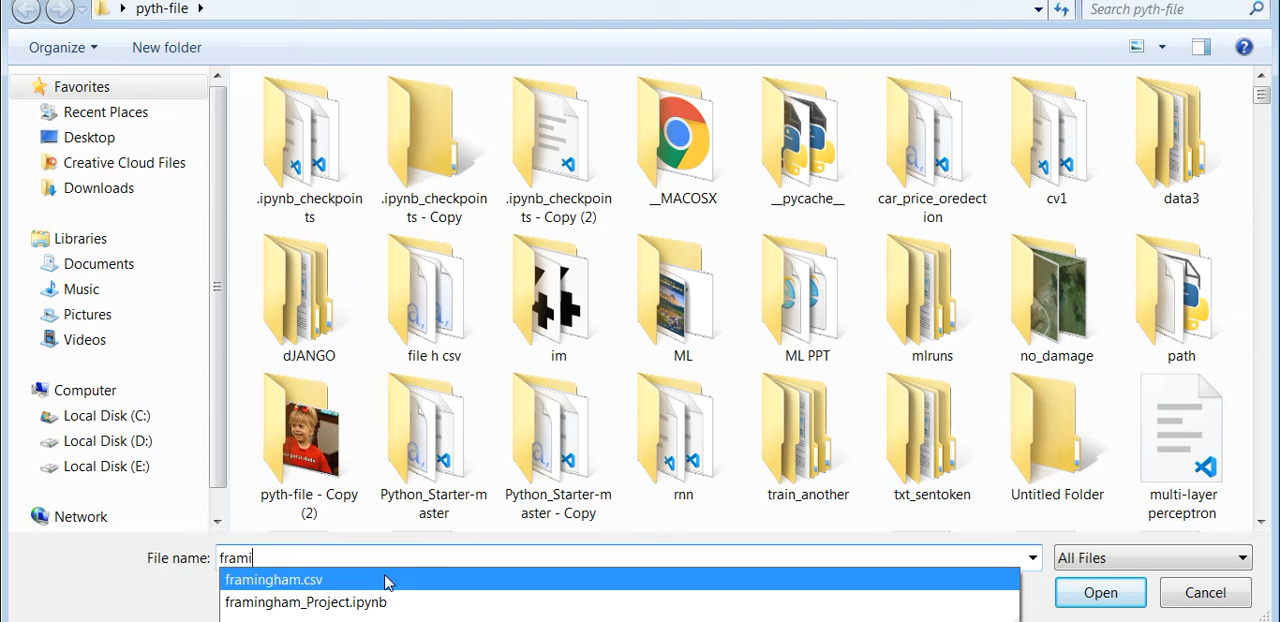 pyth-file
Search pyth-file
Organize
New folder
Favorites
Recent Places
Desktop
Creative Cloud Files
Downloads
Libraries
Documents
Music
Pictures
Videos
Computer
Local Disk (C:)
Local Disk (D:)
Local Disk (E:)
Network
.ipynb_checkpoin
ts
.ipynb_checkpoin
ts - Copy
.ipynb_checkpoin
ts - Copy (2)
__MACOSX
__pycache__
car_price_oredect
ion
cv1
data3
dJANGO
file h csv
im
ML
ML PPT
mlruns
no_damage
path
pyth-file - Copy
(2)
Python_Starter-m
aster
Python_Starter-m
aster - Copy
rnn
train_another
txt_sentoken
Untitled Folder
multi-layer
perceptron
File name:
frami
All Files
framingham.csv
framingham_Project.ipynb
Open
Cancel